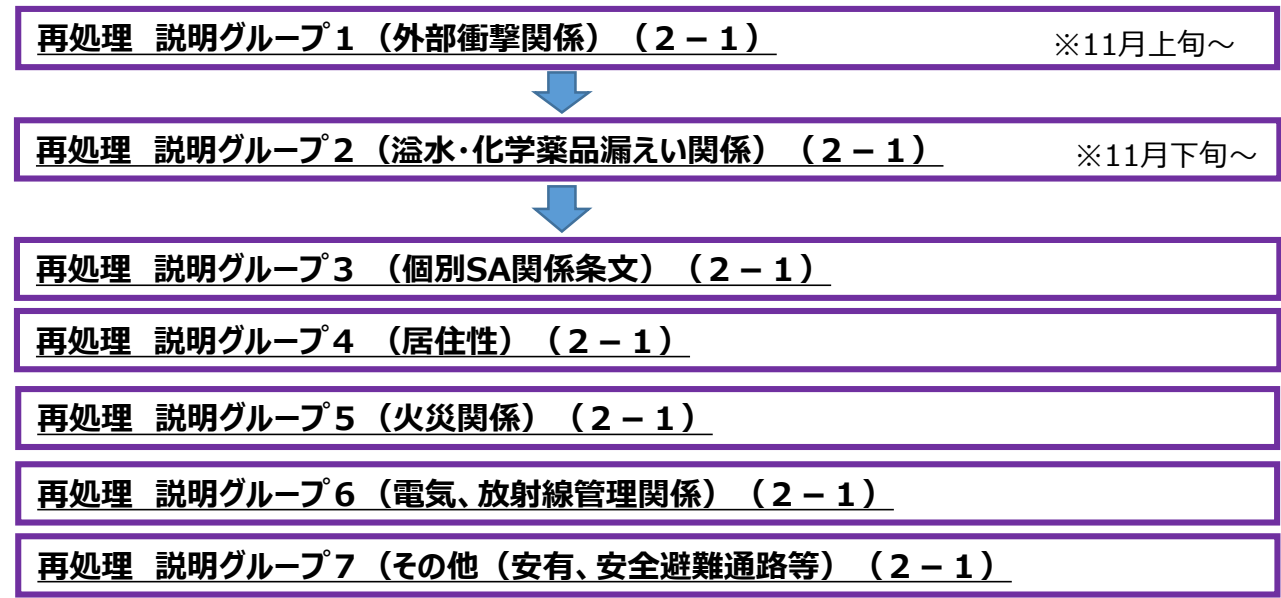 再処理 説明グループ１（外部衝撃関係）（２－１） ※11月上旬～
再処理 説明グループ２（溢水･化学薬品漏えい関係）（２－１） ※11月下旬～
再処理 説明グループ３ （個別SA関係条文）（２－１）
再処理 説明グループ４ （居住性）（２－１）
再処理 説明グループ５（火災関係）（２－１）
再処理 説明グループ６（電気、放射線管理関係）（２－１）
再処理 説明グループ７（その他（安有、安全避難通路等）（２－１）